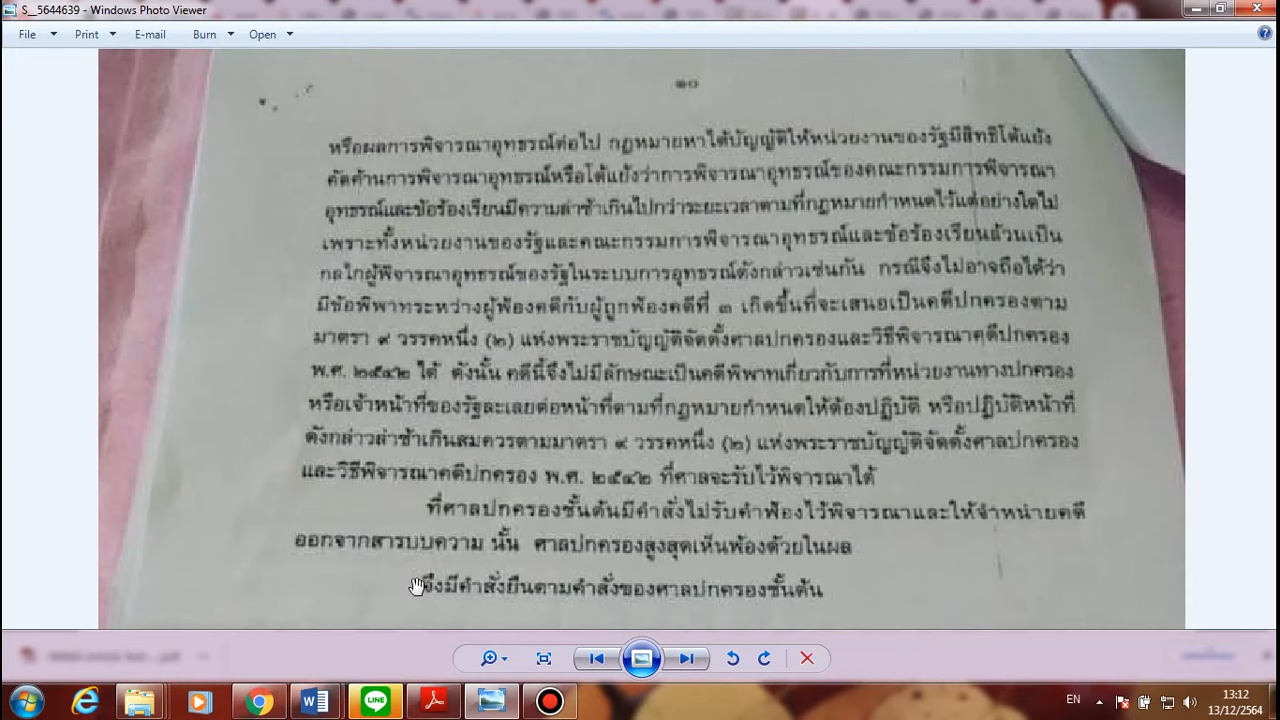 S__5644639 - Windows Photo Viewer
File Print E-mail Burn Open
๑๐
หรือผลการพิจารณาอุทธรณ์ต่อไป กฎหมายหาได้บัญญัติให้หน่วยงานของรัฐมีสิทธิโต้แย้ง
คัดค้านการพิจารณาอุทธรณ์หรือโต้แย้งว่าการพิจารณาอุทธรณ์ของคณะกรรมการพิจารณา
อุทธรณ์และข้อร้องเรียนมีความล่าช้าเกินไปกว่าระยะเวลาตามที่กฎหมายกำหนดไว้แต่อย่างใดไม่
เพราะทั้งหน่วยงานของรัฐและคณะกรรมการพิจารณาอุทธรณ์และข้อร้องเรียนล้วนเป็น
กลไกผู้พิจารณาอุทธรณ์ของรัฐในระบบการอุทธรณ์ดังกล่าวเช่นกัน กรณีจึงไม่อาจถือได้ว่า
มีข้อพิพาทระหว่างผู้ฟ้องคดีกับผู้ถูกฟ้องคดีที่ ๓ เกิดขึ้นที่จะเสนอเป็นคดีปกครองตาม
มาตรา ๙ วรรคหนึ่ง (๒) แห่งพระราชบัญญัติจัดตั้งศาลปกครองและวิธีพิจารณาคดีปกครอง
พ.ศ. ๒๕๔๒ ได้ ดังนั้น คดีนี้จึงไม่มีลักษณะเป็นคดีพิพาทเกี่ยวกับการที่หน่วยงานทางปกครอง
หรือเจ้าหน้าที่ของรัฐละเลยต่อหน้าที่ตามที่กฎหมายกำหนดให้ต้องปฏิบัติ หรือปฏิบัติหน้าที่
ดังกล่าวล่าช้าเกินสมควรตามมาตรา ๙ วรรคหนึ่ง (๒) แห่งพระราชบัญญัติจัดตั้งศาลปกครอง
และวิธีพิจารณาคดีปกครอง พ.ศ. ๒๕๔๒ ที่ศาลจะรับไว้พิจารณาได้
ที่ศาลปกครองชั้นต้นมีคำสั่งไม่รับคำฟ้องไว้พิจารณาและให้จำหน่ายคดี
ออกจากสารบบความ นั้น ศาลปกครองสูงสุดเห็นพ้องด้วยในผล
จึงมีคำสั่งยืนตามคำสั่งของศาลปกครองชั้นต้น
LINE
EN
13:12
13/12/2564